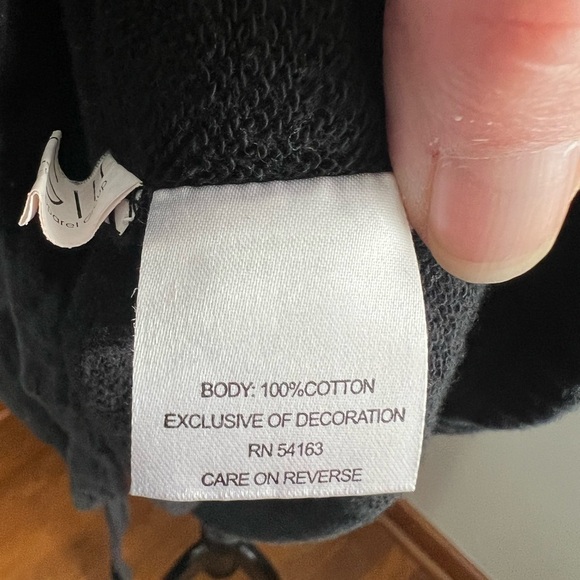 BODY: 100%COTTON
EXCLUSIVE OF DECORATION
RN 54163
CARE ON REVERSE